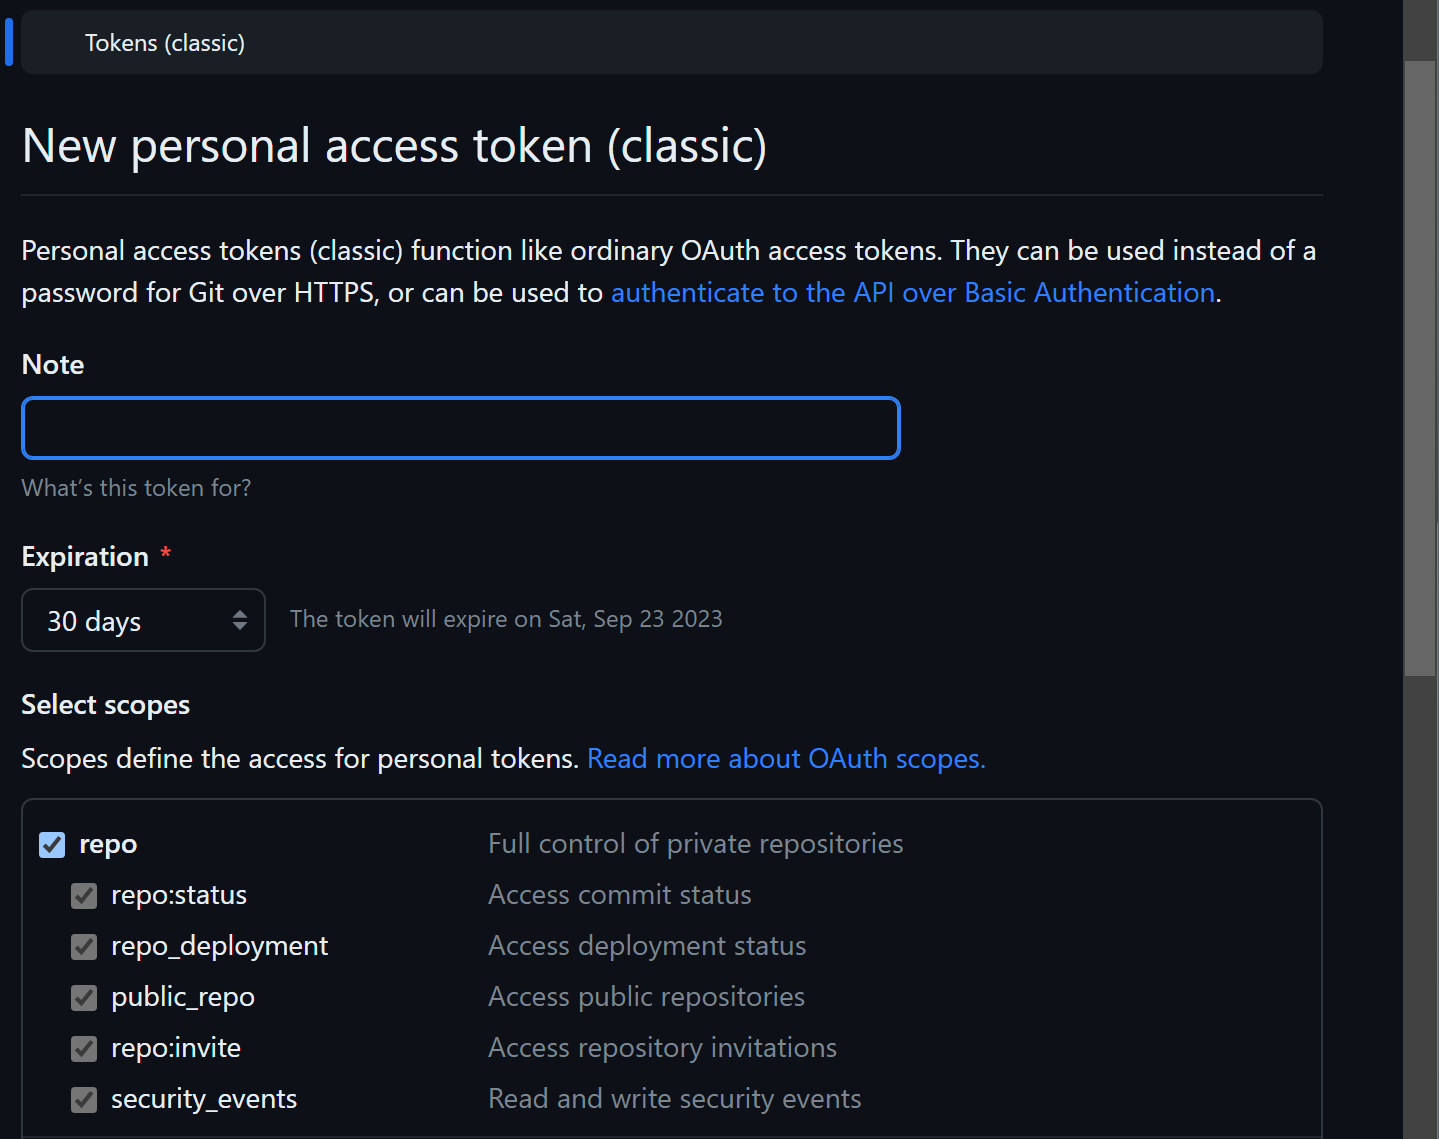 Tokens (classic)
New personal access token (classic)
Personal access tokens (classic) function like ordinary OAuth access tokens. They can be used instead of a
password for Git over HTTPS, or can be used to authenticate to the API over Basic Authentication.
Note
What’s this token for?
Expiration *
30 days The token will expire on Sat, Sep 23 2023
Select scopes
Scopes define the access for personal tokens. Read more about OAuth scopes.
repo Full control of private repositories
repo:status Access commit status
repo_deployment Access deployment status
public_repo Access public repositories
repo:invite Access repository invitations
security_events Read and write security events